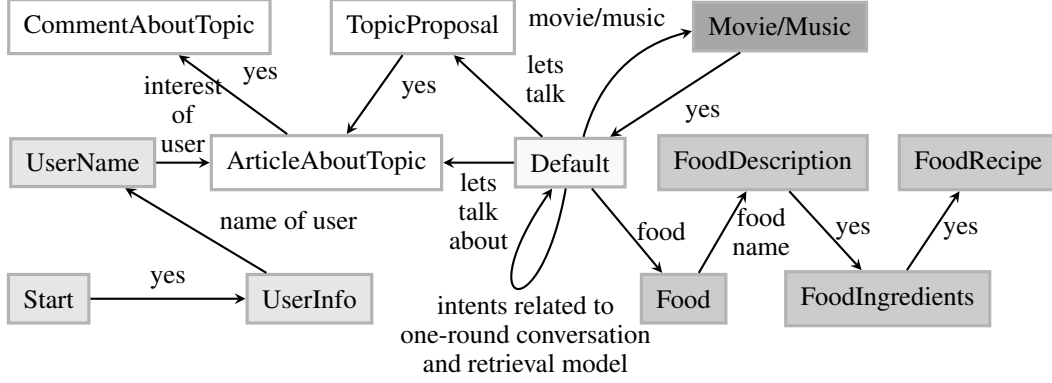 CommentAboutTopic
TopicProposal
movie/music
Movie/Music
yes
interest
of
user
yes
lets
talk
yes
UserName
ArticleAboutTopic
Default
FoodDescription
FoodRecipe
name of user
lets
talk
about
food
food
name
yes
yes
Start
yes
UserInfo
Food
FoodIngredients
intents related to
one-round conversation
and retrieval model